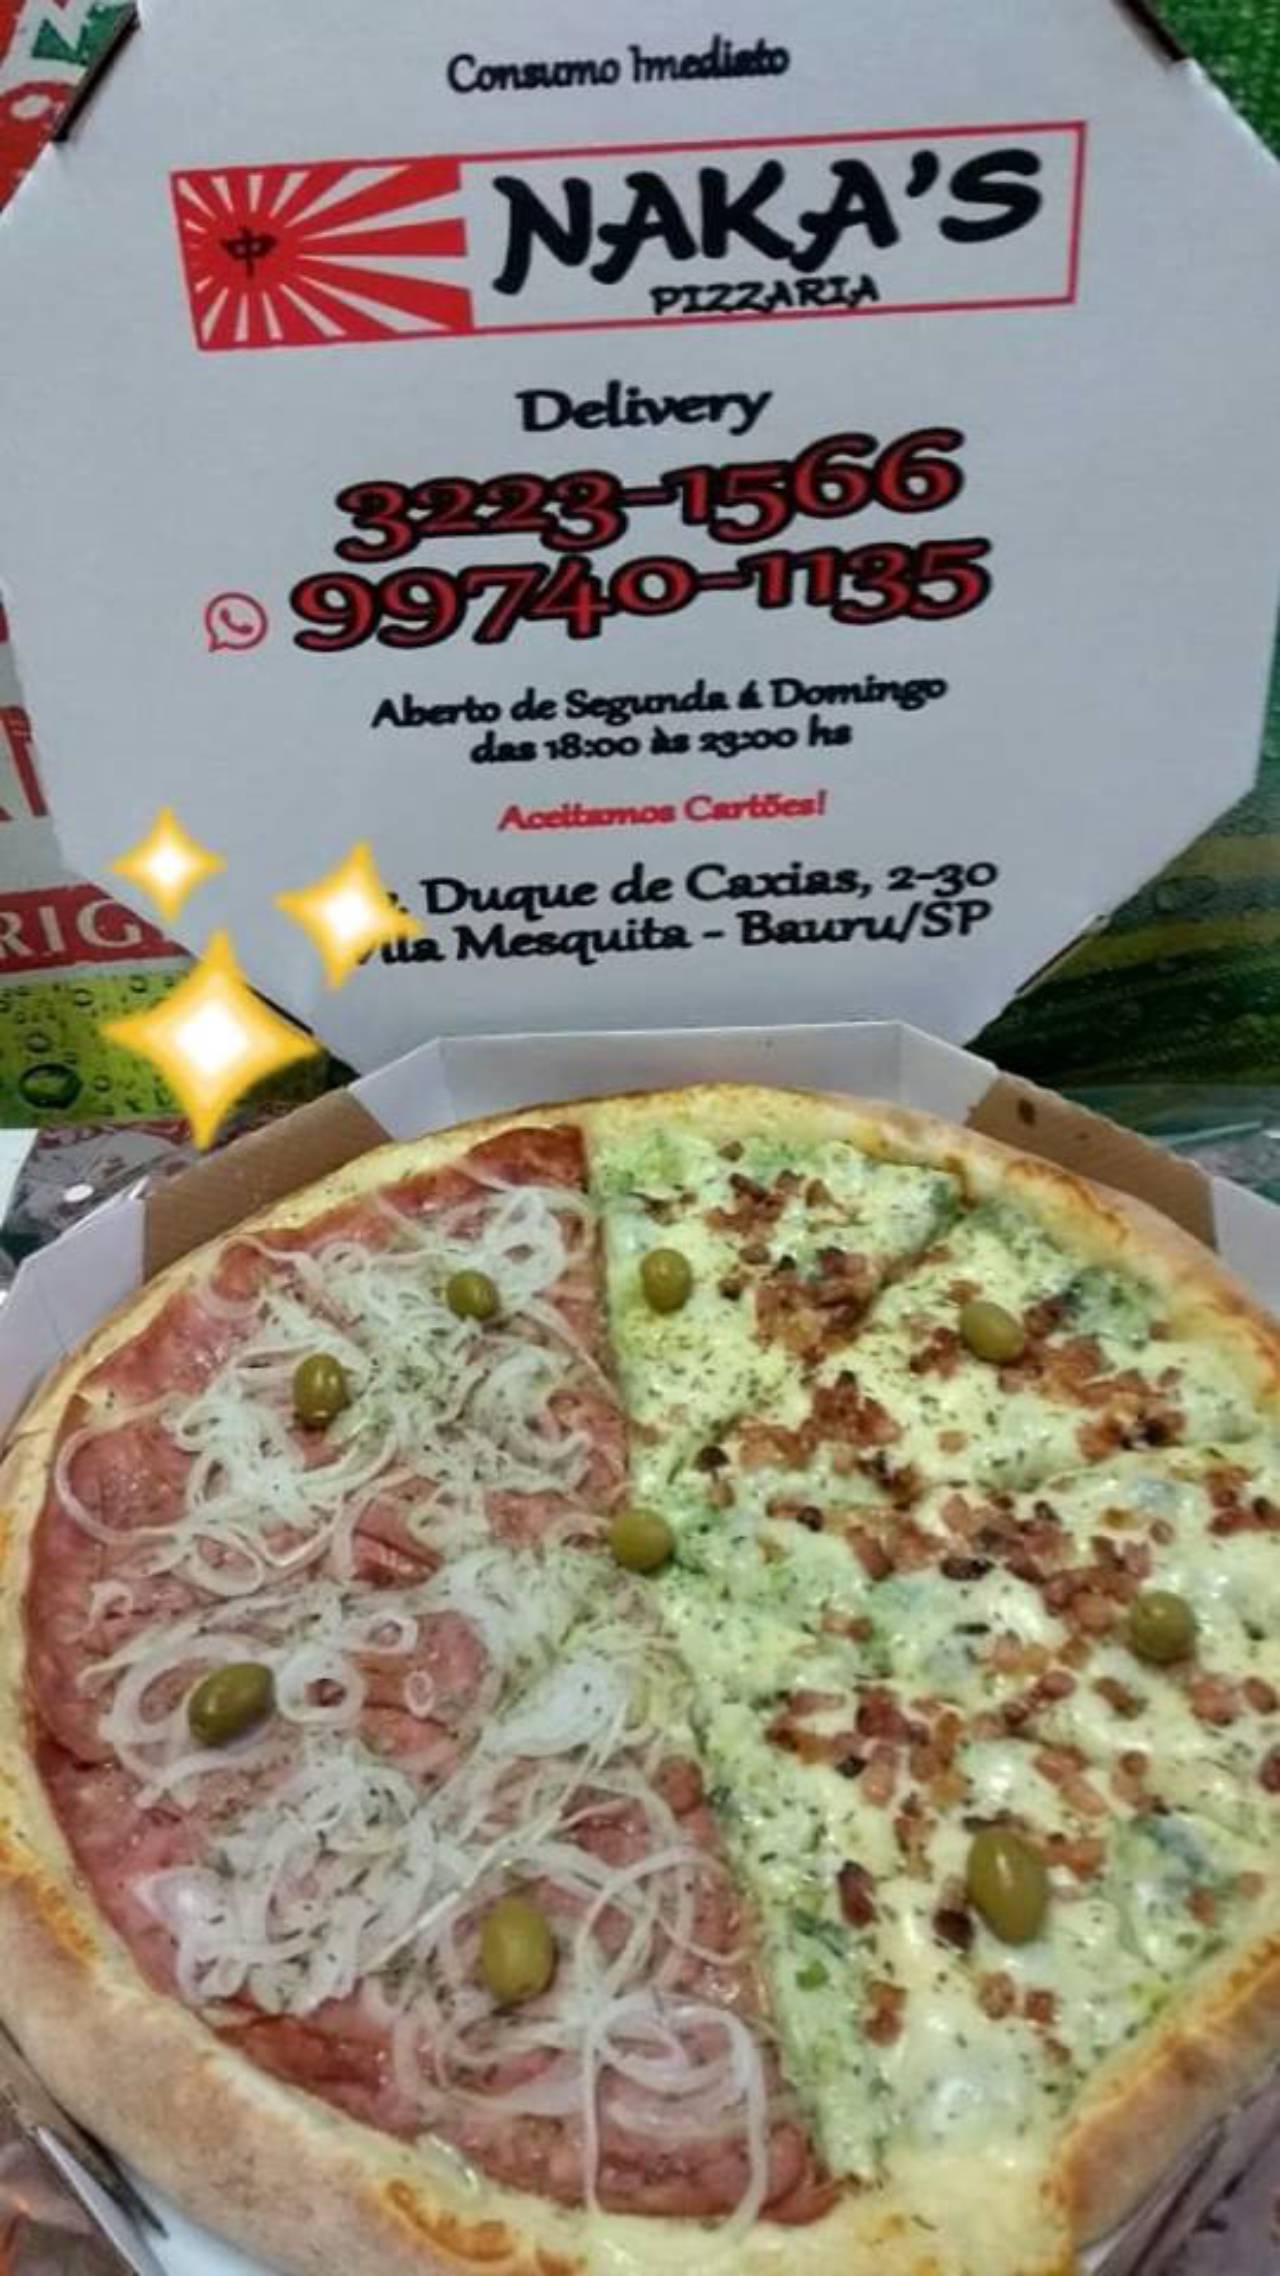 Consumo Imediato
中
NAKA'S
PIZZARIA
Delivery
3223-1566
99740-1135
Aberto de Segunda á Domingo
das 18:00 às 23:00 hs
Aceitamos Cartões!
Duque de Caxias, 2-30
Mesquita - Bauru/SP